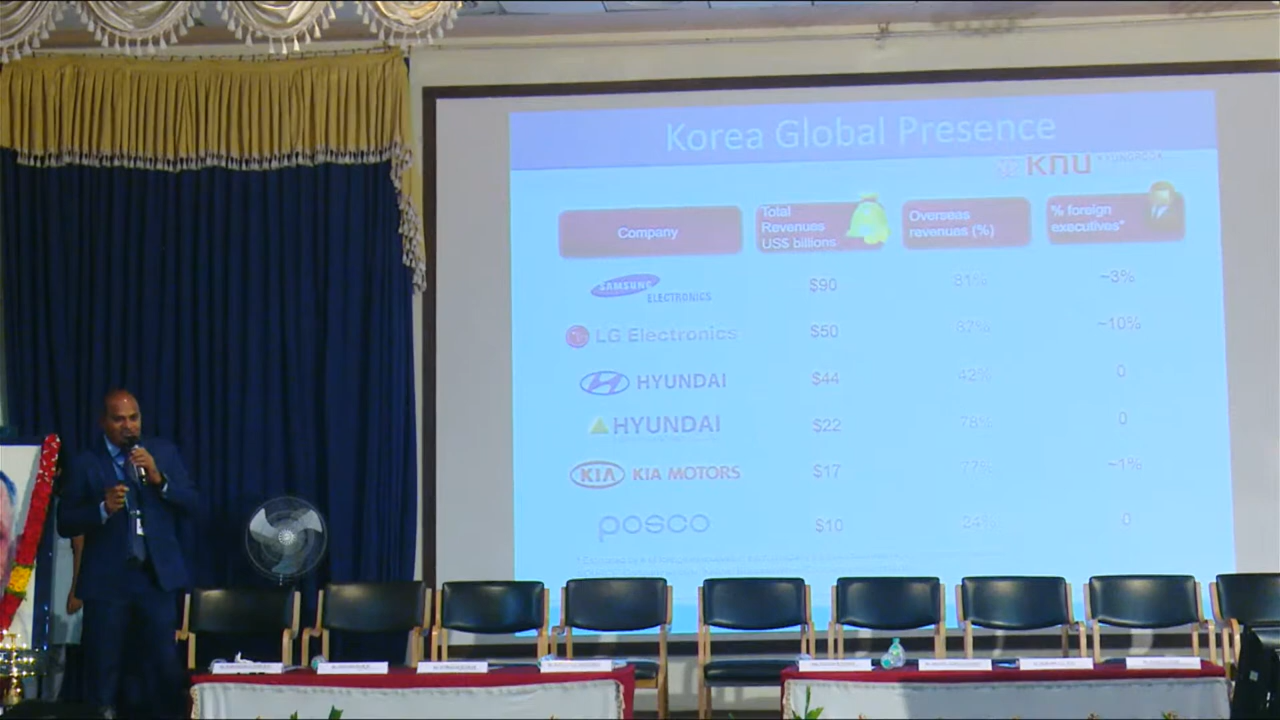 Korea Global Presence
KNU KYUNGPOOK
Company
Total
Revenues
US$ billions
Overseas
revenues (%)
% foreign
executives*
SAMSUNG
ELECTRONICS
$90
81%
~3%
LG Electronics
$50
82%
~10%
HYUNDAI
$44
42%
0
HYUNDAI
$22
78%
0
KIA KIA MOTORS
$17
77%
~1%
posco
$10
24%
0